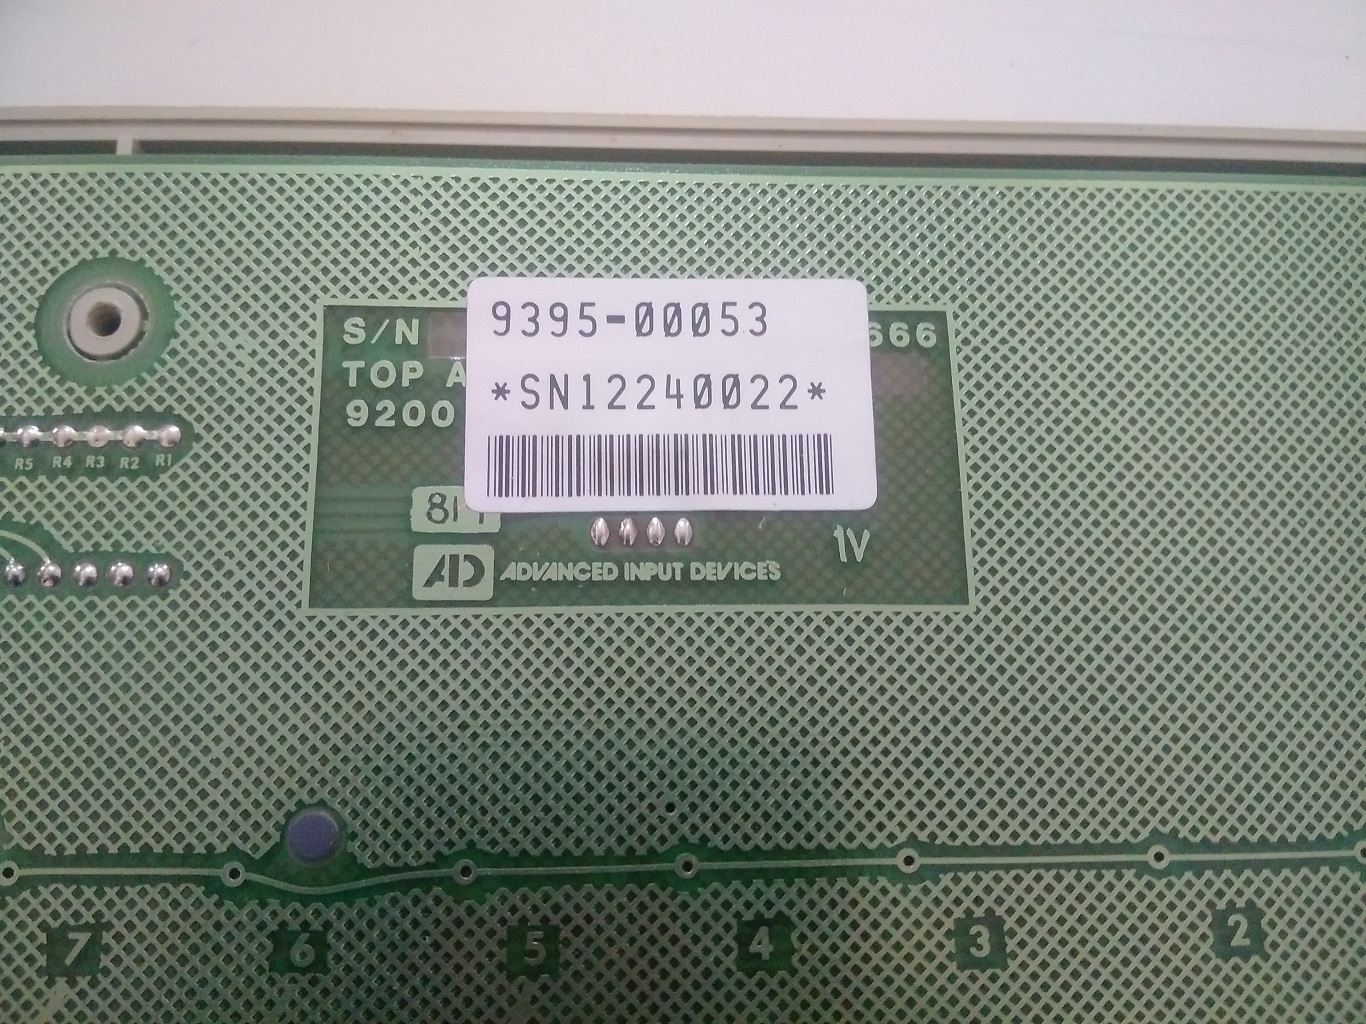 9395-00053
*SN12240022*
S/N
666
TOP A
9200
R5 R4 R3 R2 R1
AD ADVANCED INPUT DEVICES
1V
7 6 5 4 3 2